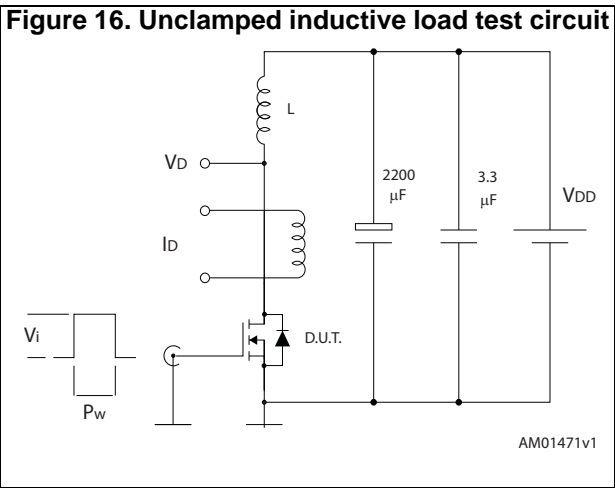 Figure 16. Unclamped inductive load test circuit
L
VD
2200
μF
3.3
μF
VDD
ID
Vi
D.U.T.
Pw
AM01471v1